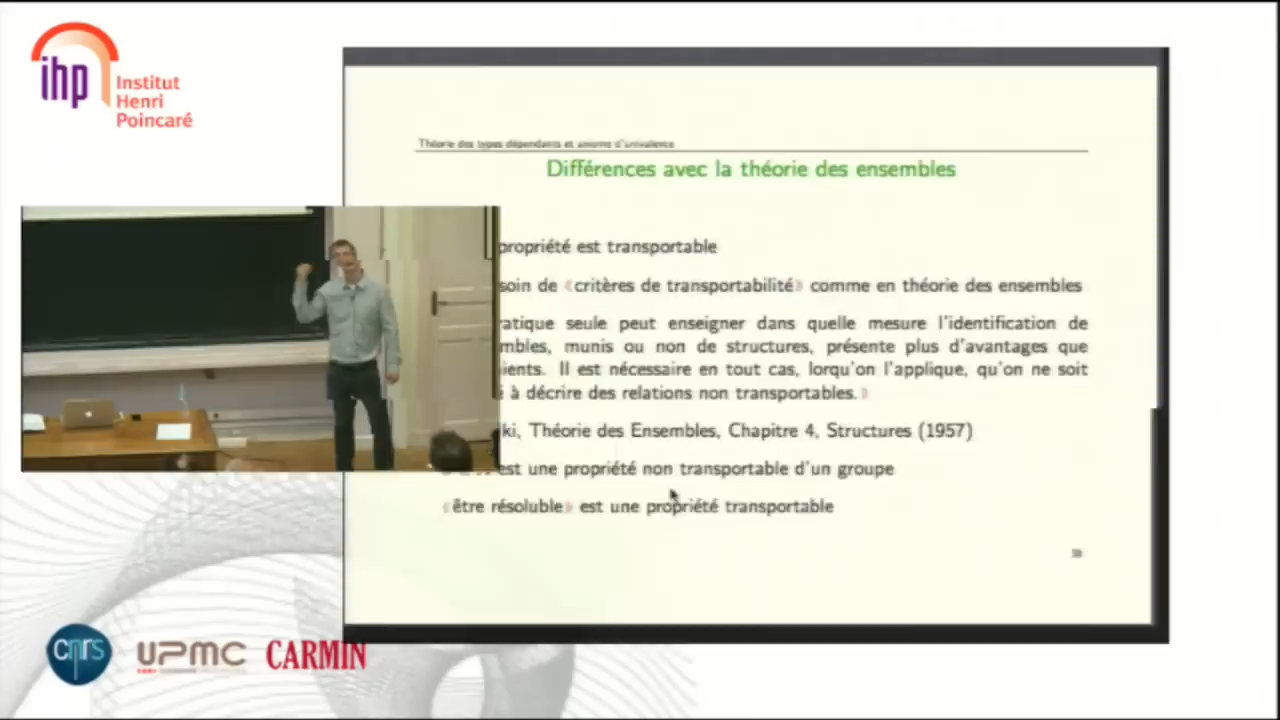 ihp Institut
Henri
Poincaré
Théorie des types dépendants et axiome d'univalence
Différences avec la théorie des ensembles
propriété est transportable
soin de «critères de transportabilité» comme en théorie des ensembles
ratique seule peut enseigner dans quelle mesure l'identification de
mbles, munis ou non de structures, présente plus d'avantages que
nients. Il est nécessaire en tout cas, lorqu'on l'applique, qu'on ne soit
à décrire des relations non transportables.»
ki, Théorie des Ensembles, Chapitre 4, Structures (1957)
est une propriété non transportable d'un groupe
«être résoluble» est une propriété transportable
cnrs UPMC CARMIN